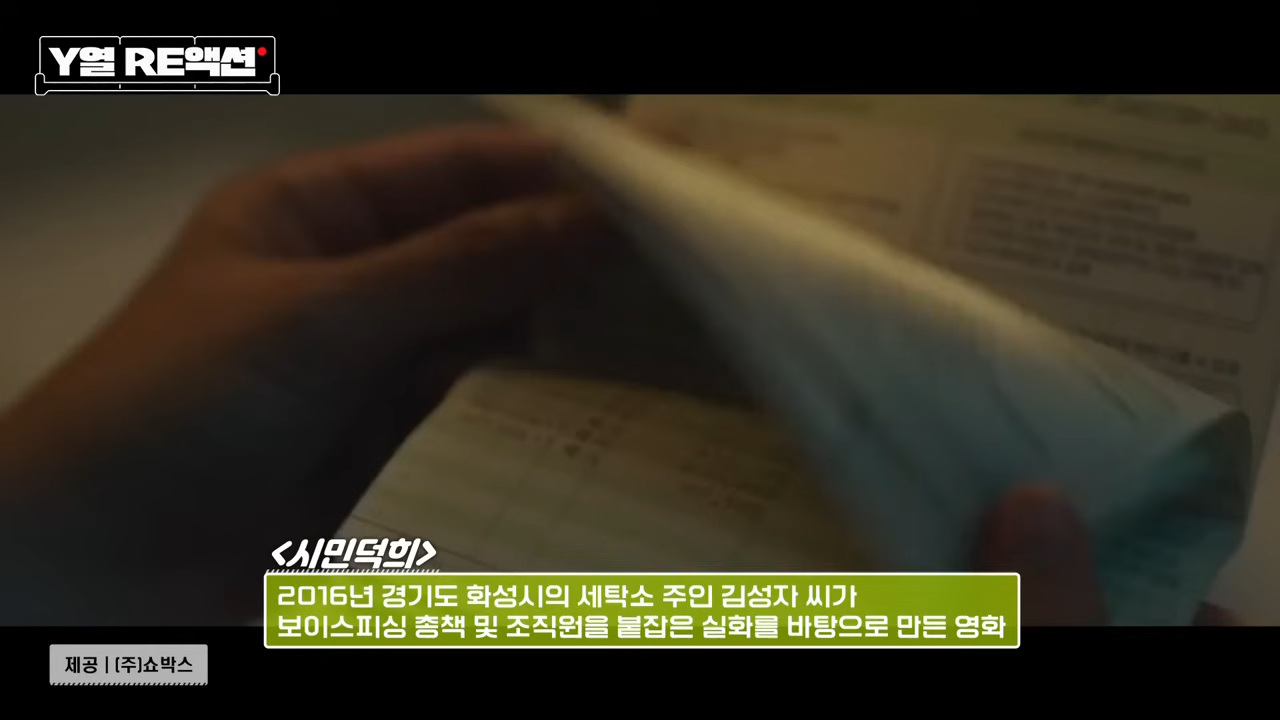 Y열 RE액션
<시민덕희>
2016년 경기도 화성시의 세탁소 주인 김성자 씨가
보이스피싱 총책 및 조직원을 붙잡은 실화를 바탕으로 만든 영화
제공 | (주)쇼박스